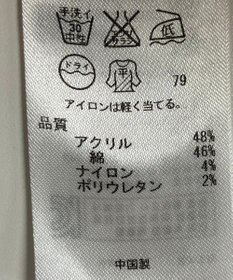 手洗イ
30
中性
エンソ
サラシ
低
ドライ
平
79
アイロンは軽く当てる。
品質
アクリル 48%
綿 46%
ナイロン 4%
ポリウレタン 2%
中国製